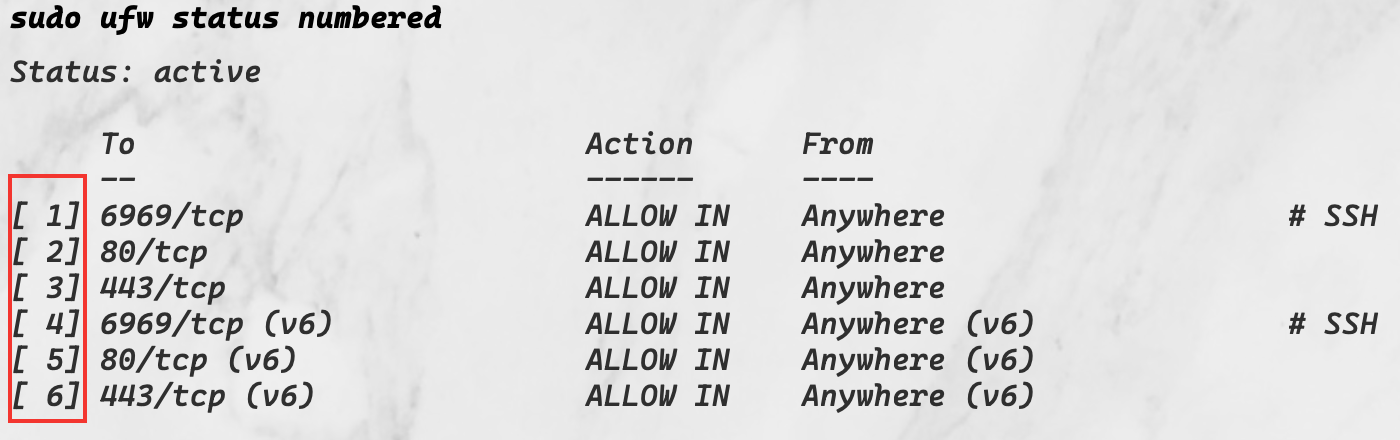 sudo ufw status numbered
Status: active
To Action From
-- ------ ----
[ 1] 6969/tcp ALLOW IN Anywhere # SSH
[ 2] 80/tcp ALLOW IN Anywhere
[ 3] 443/tcp ALLOW IN Anywhere
[ 4] 6969/tcp (v6) ALLOW IN Anywhere (v6) # SSH
[ 5] 80/tcp (v6) ALLOW IN Anywhere (v6)
[ 6] 443/tcp (v6) ALLOW IN Anywhere (v6)